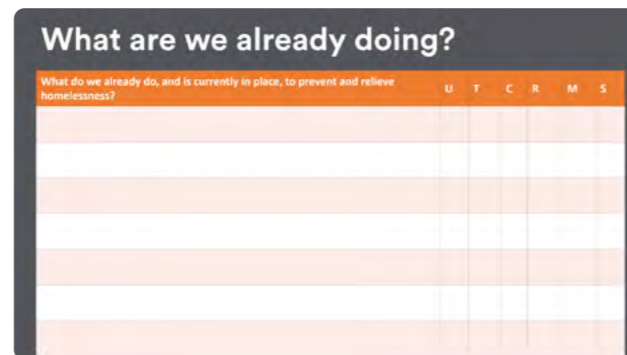 What are we already doing?
What do we already do, and is currently in place, to prevent and relieve
homelessness?
U T C R M S